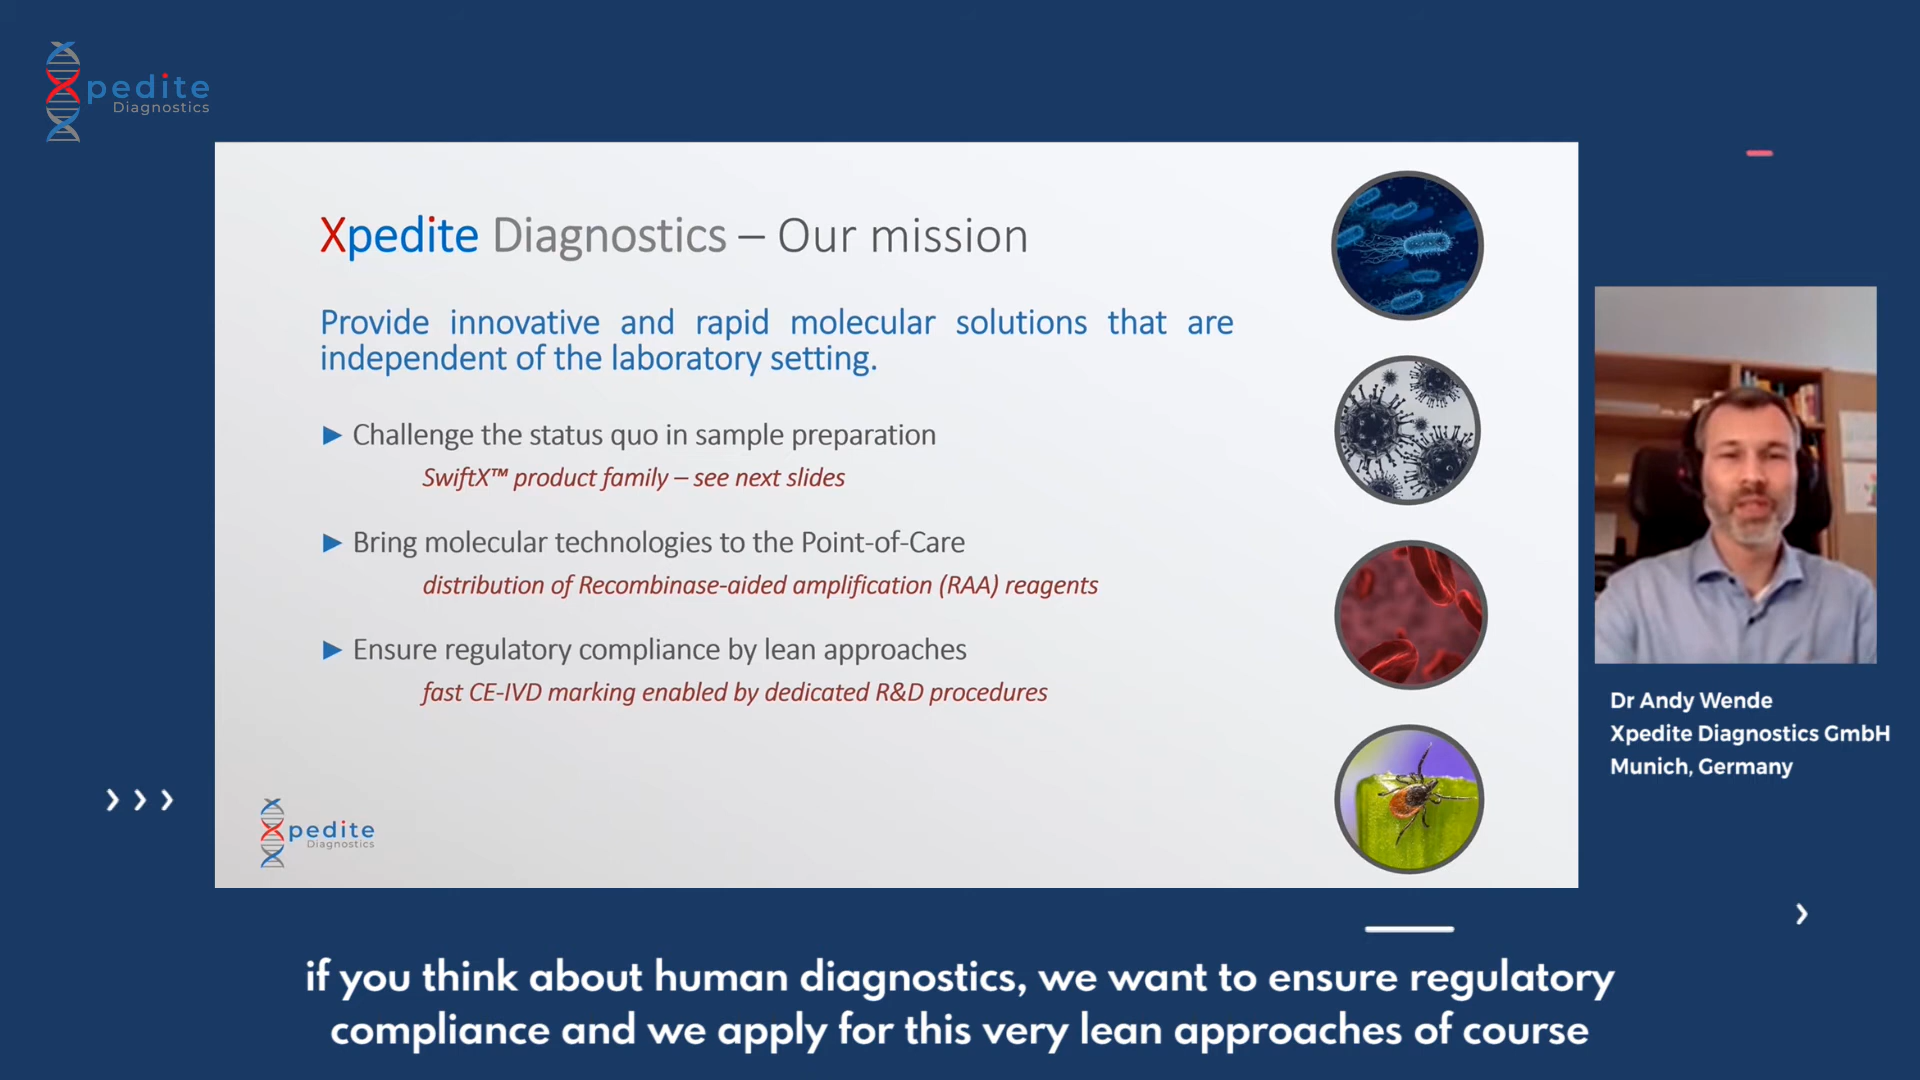 Xpedite
Diagnostics
Xpedite Diagnostics – Our mission
Provide innovative and rapid molecular solutions that are
independent of the laboratory setting.
Challenge the status quo in sample preparation
SwiftX™ product family – see next slides
Bring molecular technologies to the Point-of-Care
distribution of Recombinase-aided amplification (RAA) reagents
Ensure regulatory compliance by lean approaches
fast CE-IVD marking enabled by dedicated R&D procedures
Xpedite
Diagnostics
Dr Andy Wende
Xpedite Diagnostics GmbH
Munich, Germany
if you think about human diagnostics, we want to ensure regulatory
compliance and we apply for this very lean approaches of course